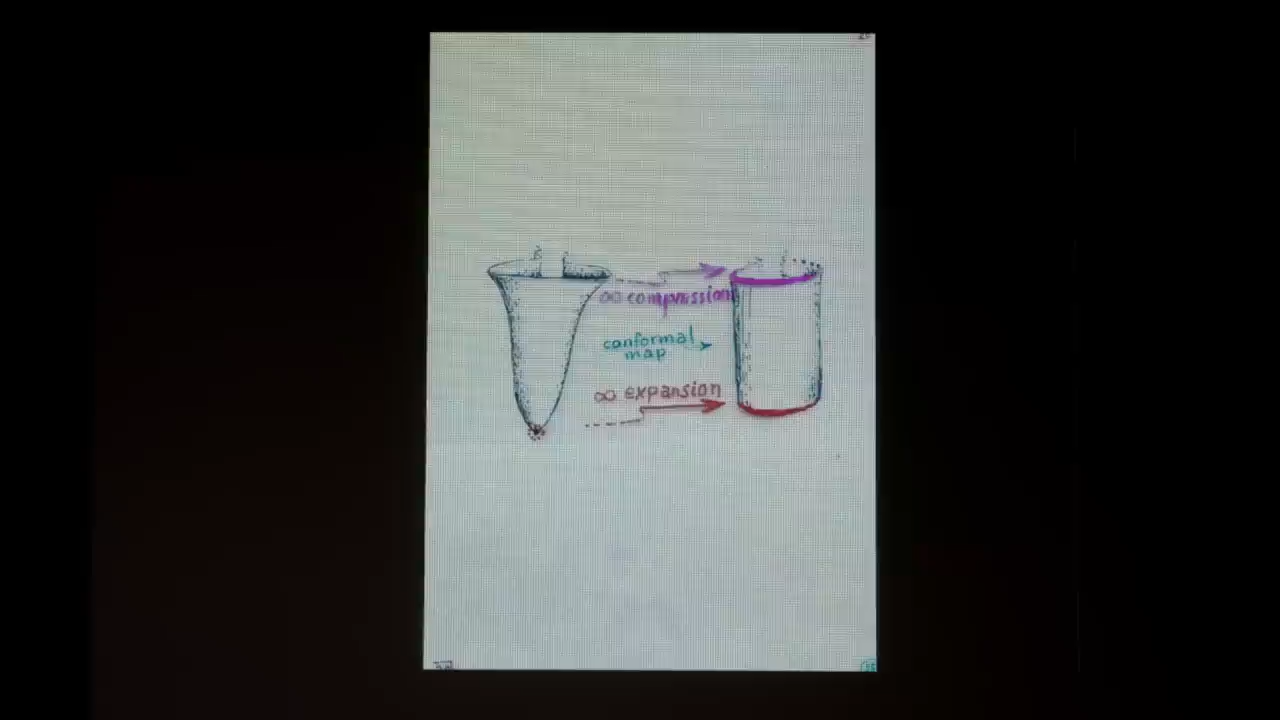 ∞ compression
conformal
map
∞ expansion